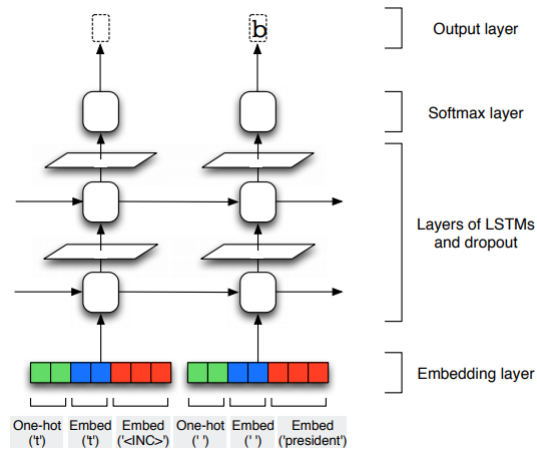 b
Output layer
Softmax layer
Layers of LSTMs
and dropout
Embedding layer
One-hot
('t')
Embed
('t')
Embed
('<INC>')
One-hot
(' ')
Embed
(' ')
Embed
('president')